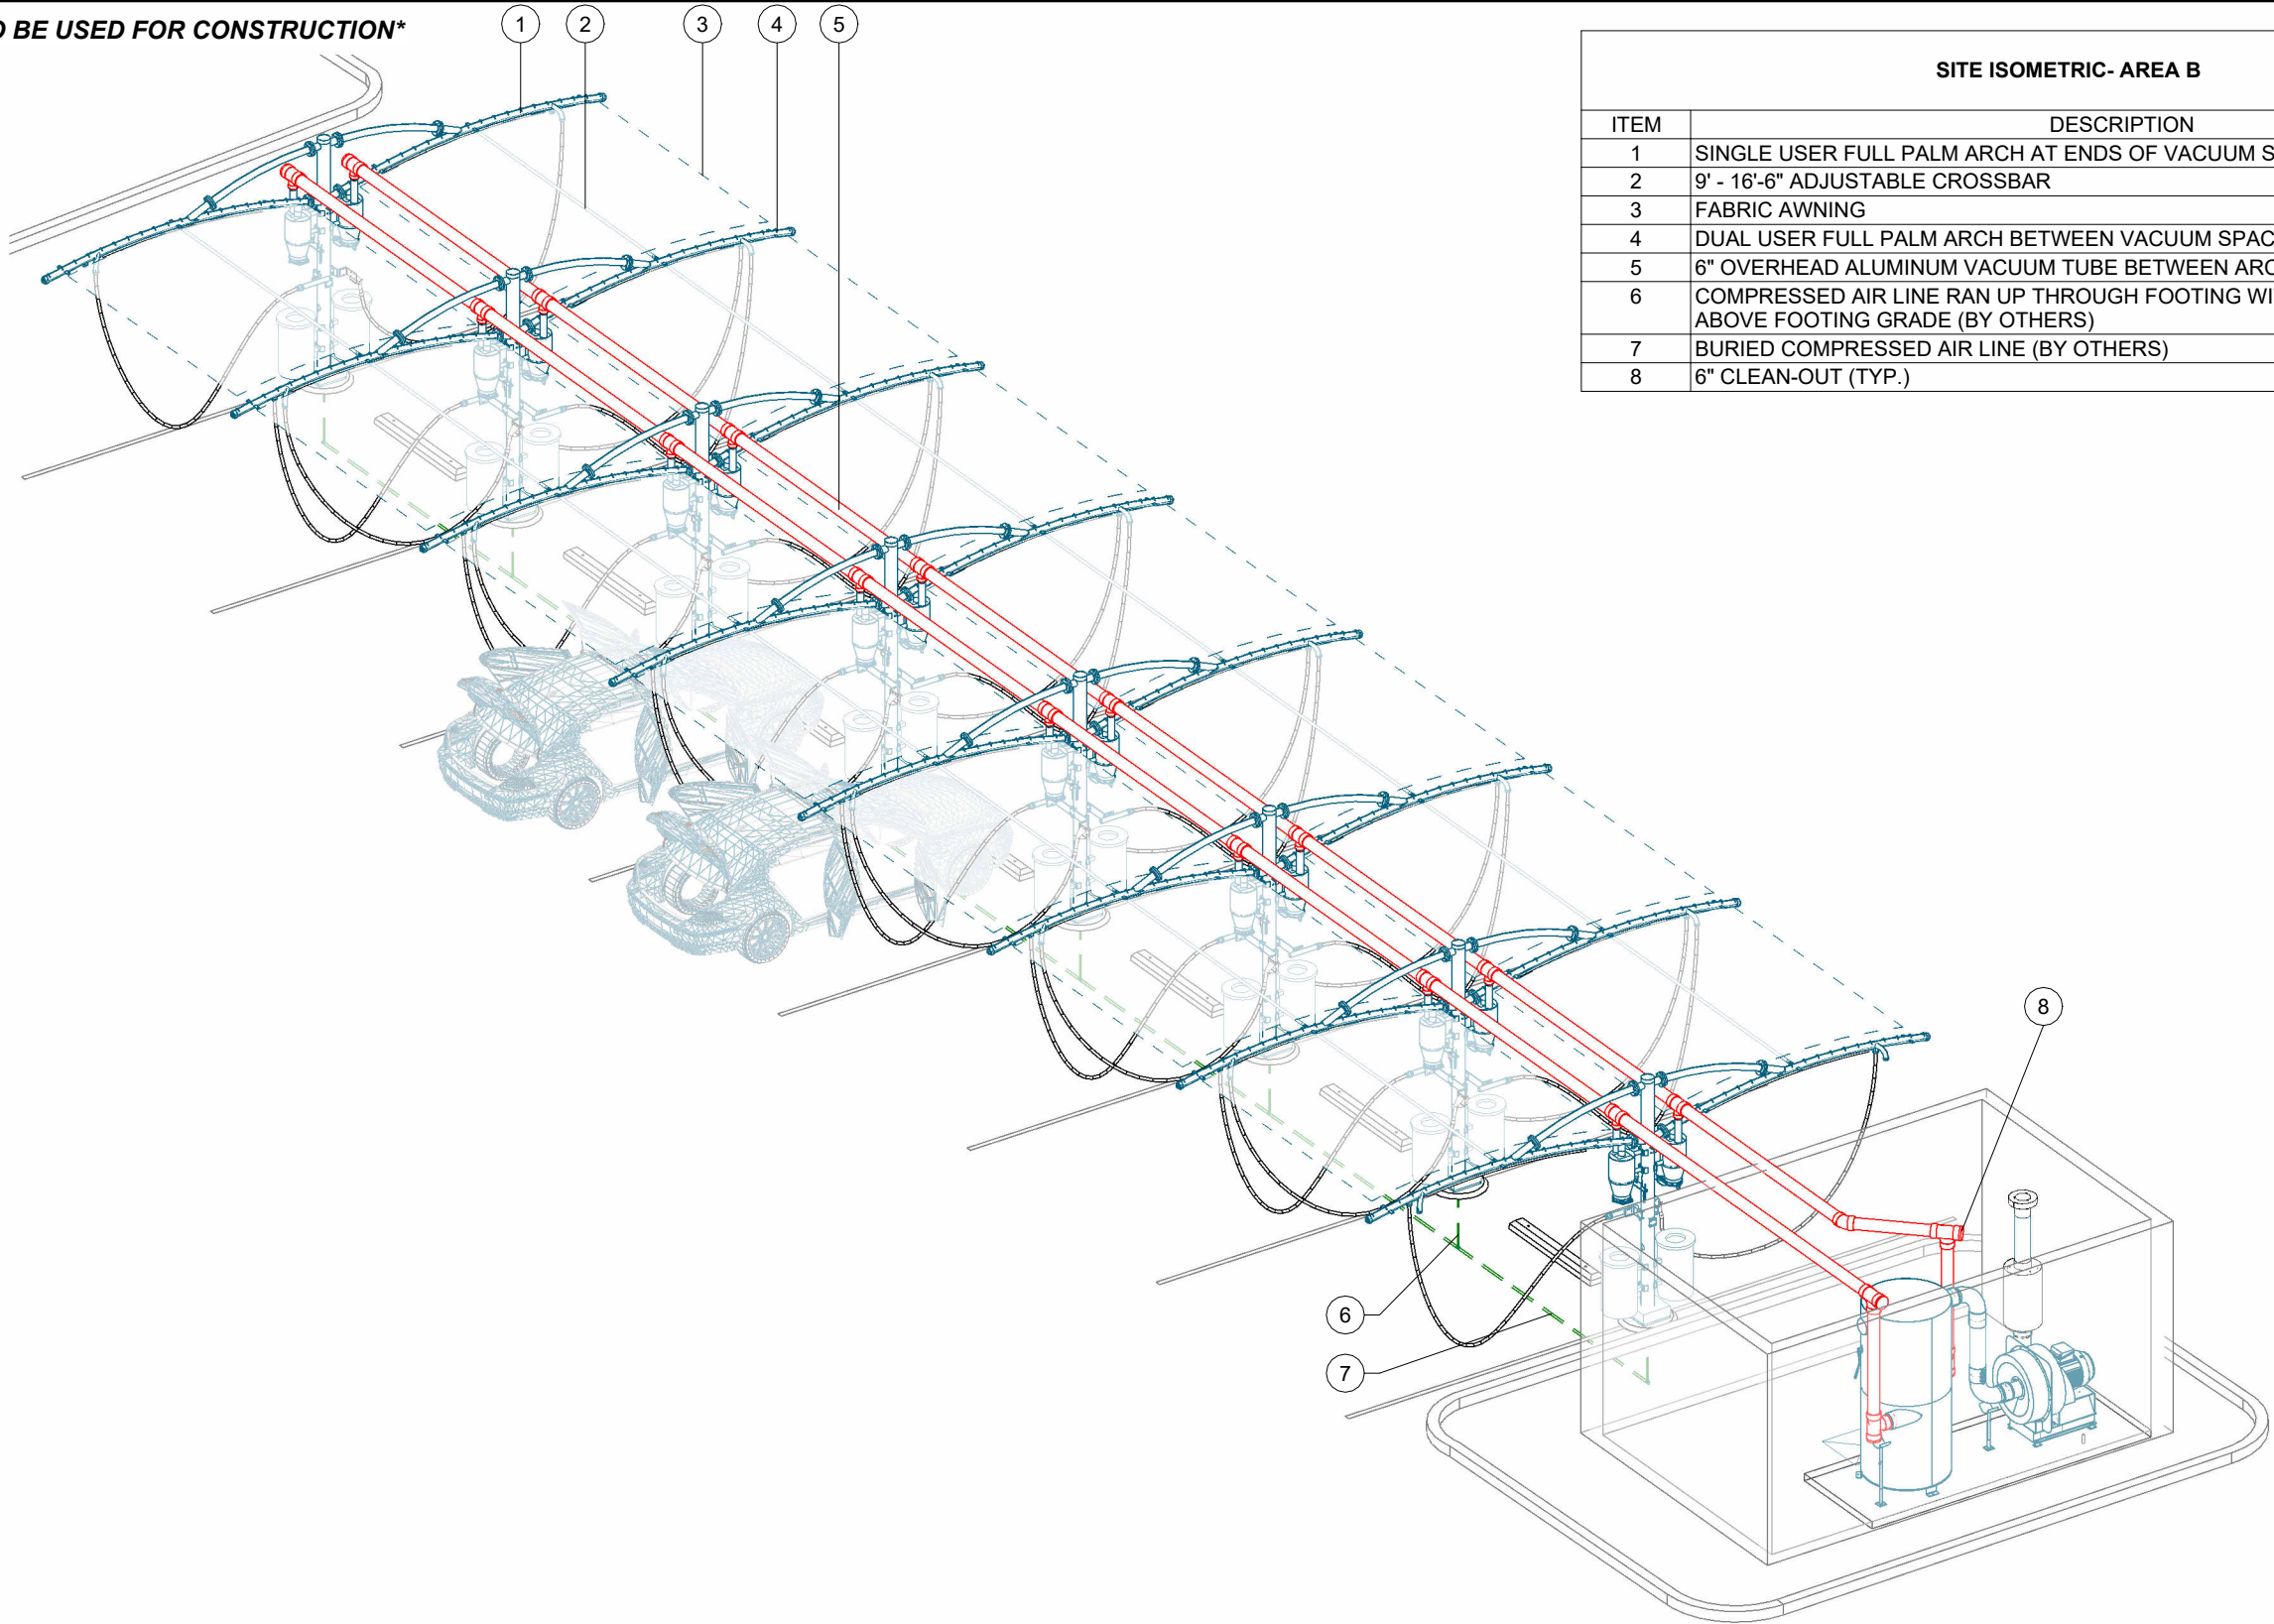 BE USED FOR CONSTRUCTION*
1 2 3 4 5
SITE ISOMETRIC- AREA B
ITEM DESCRIPTION
1 SINGLE USER FULL PALM ARCH AT ENDS OF VACUUM
2 9' - 16'-6" ADJUSTABLE CROSSBAR
3 FABRIC AWNING
4 DUAL USER FULL PALM ARCH BETWEEN VACUUM
5 6" OVERHEAD ALUMINUM VACUUM TUBE BETWEEN
6 COMPRESSED AIR LINE RAN UP THROUGH FOOTING
ABOVE FOOTING GRADE (BY OTHERS)
7 BURIED COMPRESSED AIR LINE (BY OTHERS)
8 6" CLEAN-OUT (TYP.)
8
6
7